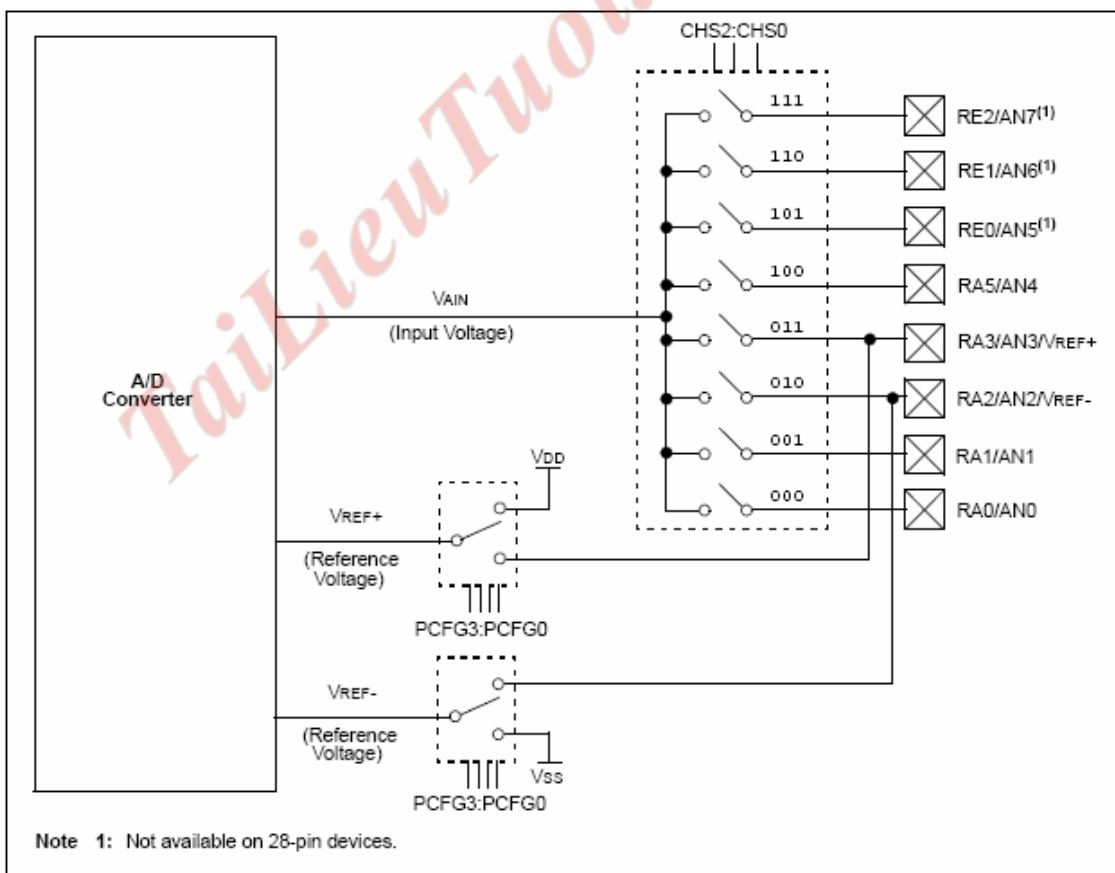 CHS2:CHS0
111
RE2/AN7(1)
110
RE1/AN6(1)
101
RE0/AN5(1)
100
RA5/AN4
VAIN
(Input Voltage)
011
RA3/AN3/VREF+
A/D
Converter
010
RA2/AN2/VREF-
001
RA1/AN1
VDD
000
RA0/AN0
VREF+
(Reference
Voltage)
PCFG3:PCFG0
VREF-
(Reference
Voltage)
VSS
PCFG3:PCFG0
Note 1: Not available on 28-pin devices.